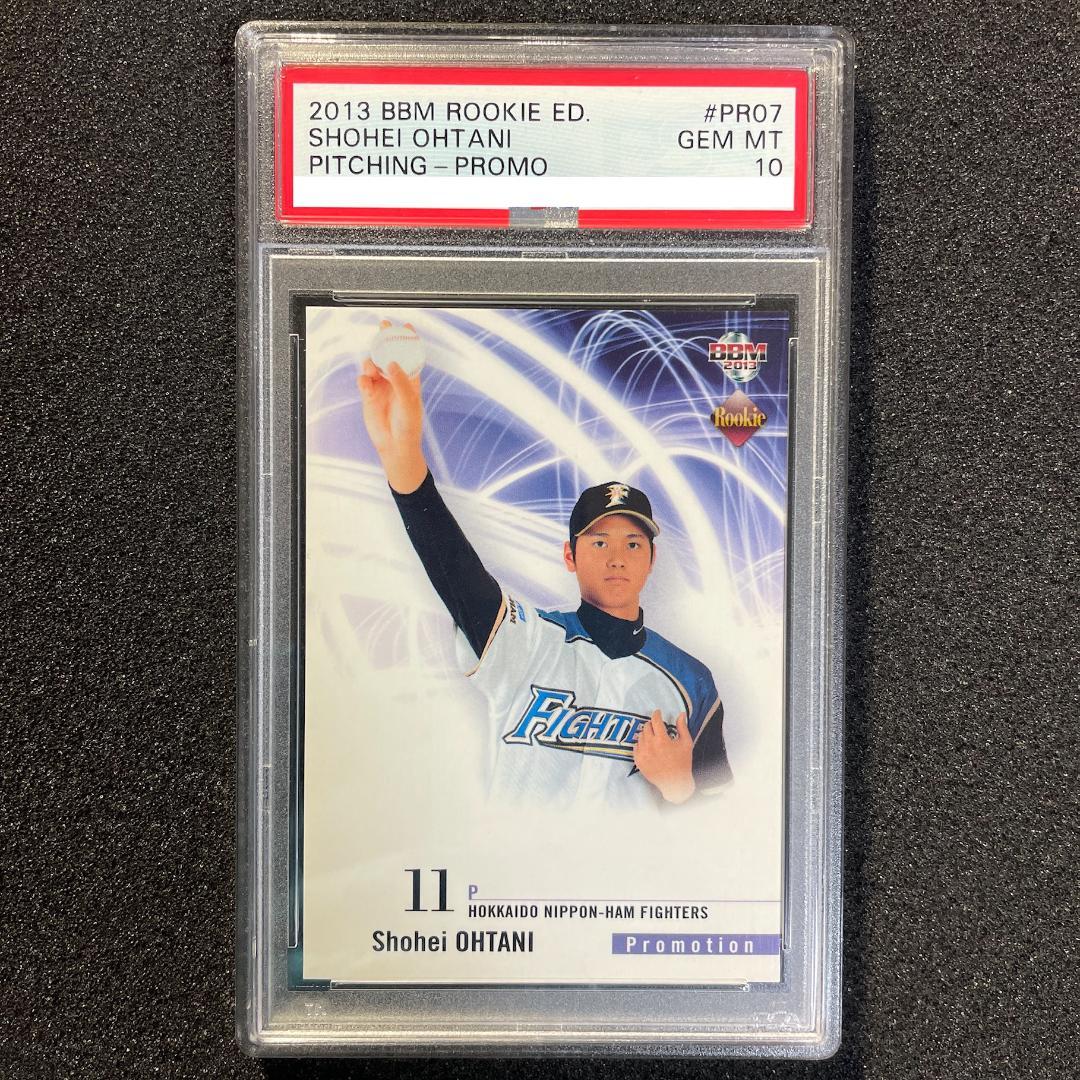 2013 BBM ROOKIE ED. #PR07
SHOHEI OHTANI GEM MT
PITCHING – PROMO 10
BBM
2013
Rookie
F
FIGHTE
11 P
HOKKAIDO NIPPON-HAM FIGHTERS
Shohei OHTANI
Promotion